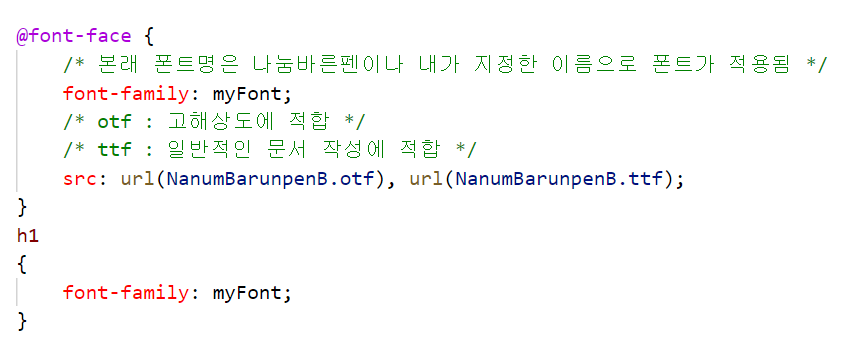 @font-face {
/* 본래 폰트명은 나눔바른펜이나 내가 지정한 이름으로 폰트가 적용됨 */
font-family: myFont;
/* otf : 고해상도에 적합 */
/* ttf : 일반적인 문서 작성에 적합 */
src: url(NanumBarunpenB.otf), url(NanumBarunpenB.ttf);
}
h1
{
font-family: myFont;
}